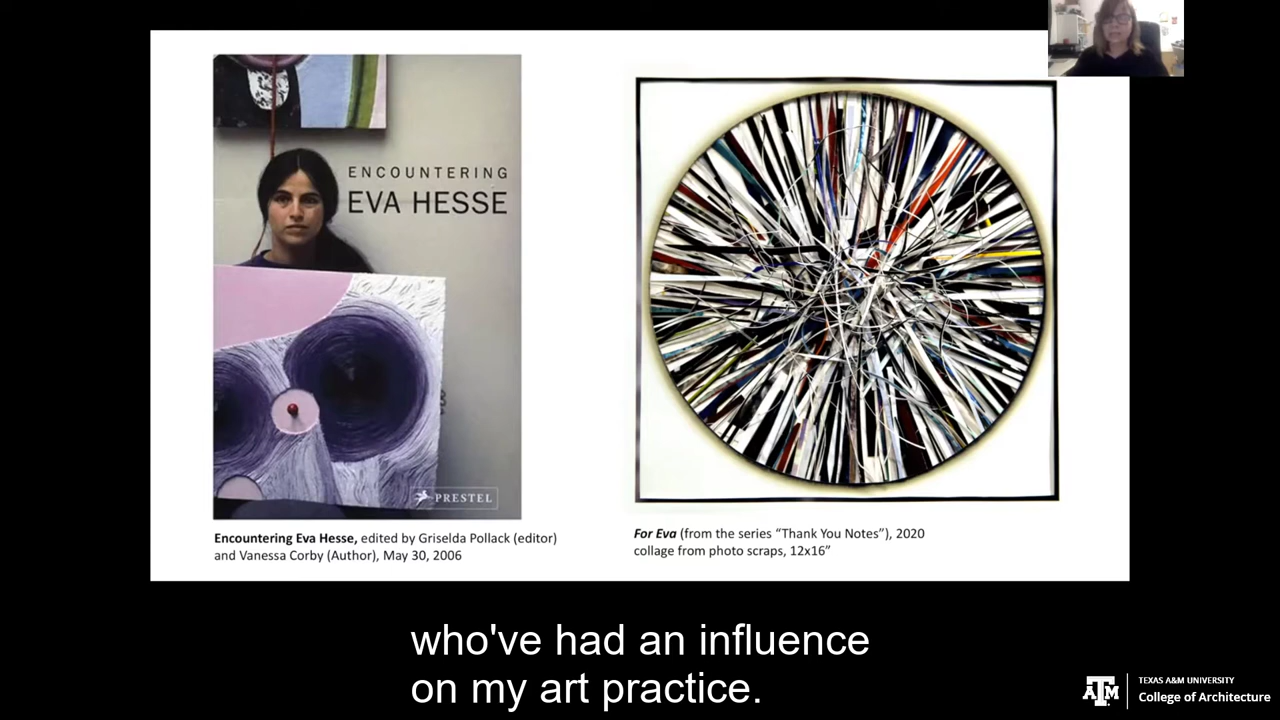 ENCOUNTERING
EVA HESSE
PRESTEL
Encountering Eva Hesse, edited by Griselda Pollack (editor)
and Vanessa Corby (Author), May 30, 2006
For Eva (from the series “Thank You Notes”), 2020
collage from photo scraps, 12x16”
who've had an influence
on my art practice.
ATM
TEXAS A&M UNIVERSITY
College of Architecture